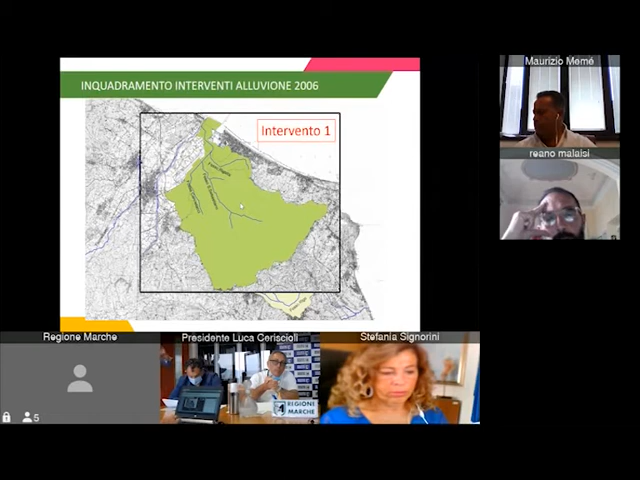 Maurizio Memé
INQUADRAMENTO INTERVENTI ALLUVIONE 2006
Intervento 1
reano malaisi
Regione Marche
Presidente Luca Ceriscioli
Stefania Signorini
5
REGIONE
MARCHE